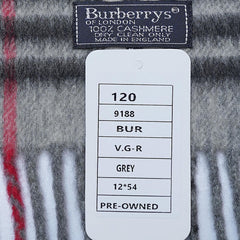 Burberrys®
OF LONDON
100% CASHMERE
DRY CLEAN ONLY
MADE IN ENGLAND
120
9188
BUR
V.G-R
GREY
12*54
PRE-OWNED